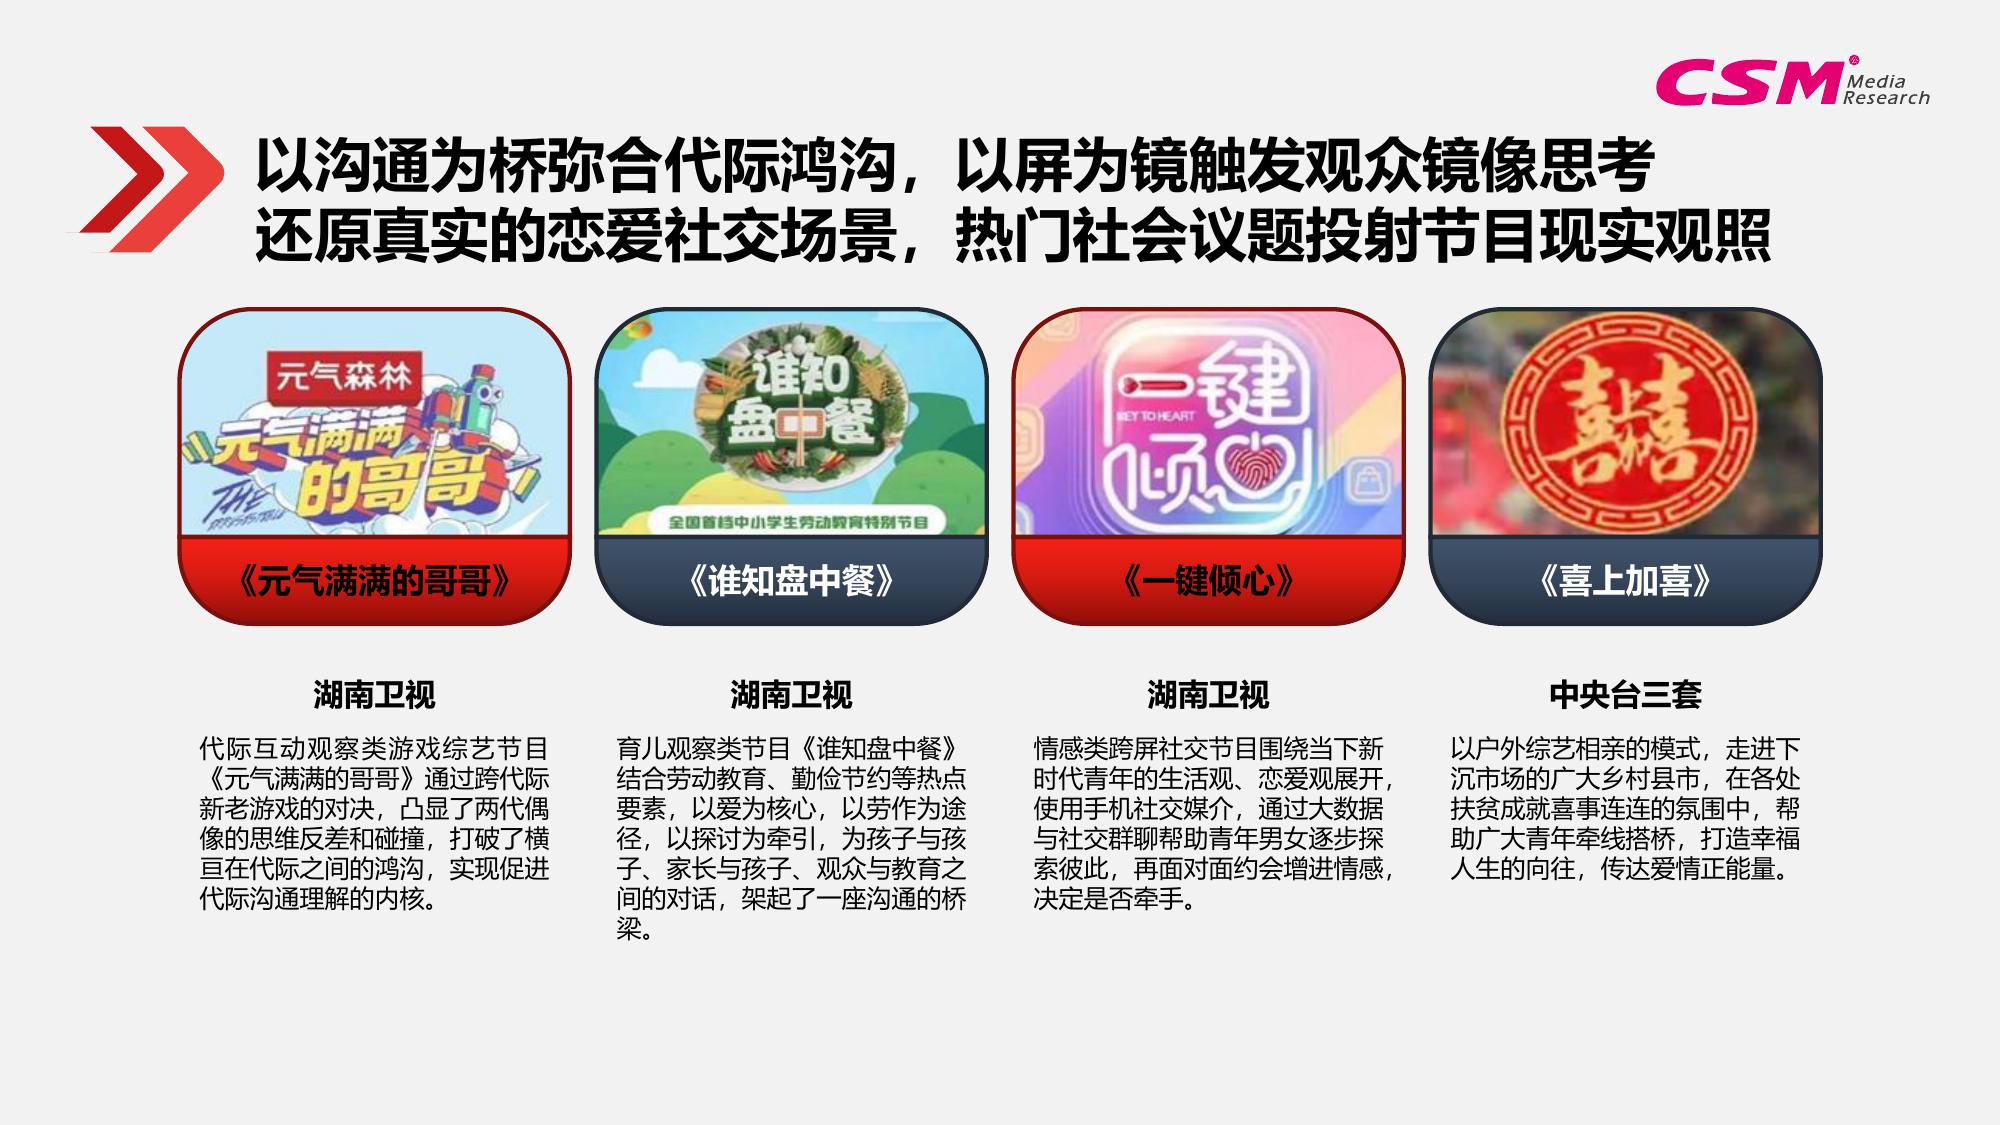 CSM Media
Research
以沟通为桥弥合代际鸿沟，以屏为镜触发观众镜像思考
还原真实的恋爱社交场景，热门社会议题投射节目现实观照
元气森林
元气满满
的哥哥
THE
《元气满满的哥哥》
湖南卫视
代际互动观察类游戏综艺节目
《元气满满的哥哥》通过跨代际
新老游戏的对决，凸显了两代偶
像的思维反差和碰撞，打破了横
亘在代际之间的鸿沟，实现促进
代际沟通理解的内核。
谁知
盘中餐
全国首档中小学生劳动教育特别节目
《谁知盘中餐》
湖南卫视
育儿观察类节目《谁知盘中餐》
结合劳动教育、勤俭节约等热点
要素，以爱为核心，以劳作为途
径，以探讨为牵引，为孩子与孩
子、家长与孩子、观众与教育之
间的对话，架起了一座沟通的桥
梁。
一键
KEY TO HEART
倾心
《一键倾心》
湖南卫视
情感类跨屏社交节目围绕当下新
时代青年的生活观、恋爱观展开，
使用手机社交媒介，通过大数据
与社交群聊帮助青年男女逐步探
索彼此，再面对面约会增进情感，
决定是否牵手。
喜上加喜
《喜上加喜》
中央台三套
以户外综艺相亲的模式，走进下
沉市场的广大乡村县市，在各处
扶贫成就喜事连连的氛围中，帮
助广大青年牵线搭桥，打造幸福
人生的向往，传达爱情正能量。